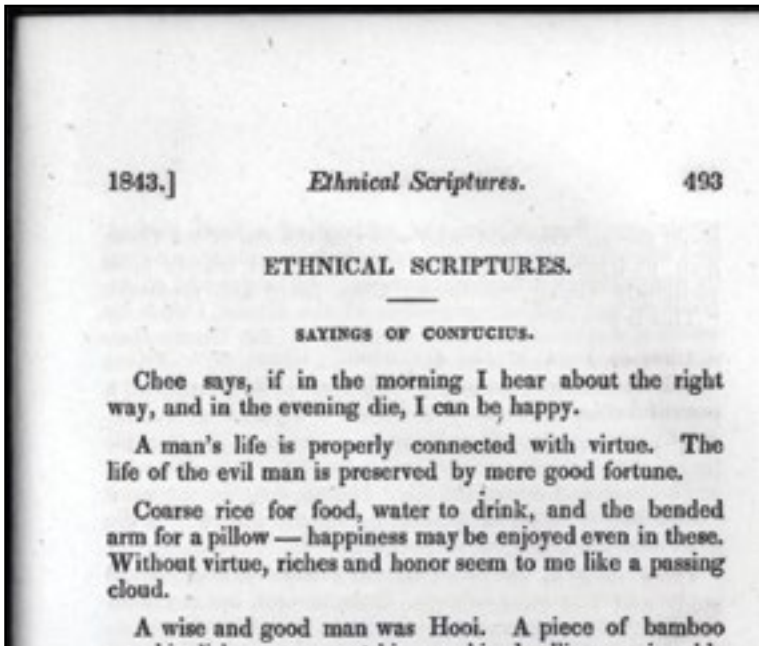 1843.] Ethnical Scriptures. 493
ETHNICAL SCRIPTURES.
SAYINGS OF CONFUCIUS.
Chee says, if in the morning I hear about the right
way, and in the evening die, I can be happy.
A man's life is properly connected with virtue. The
life of the evil man is preserved by mere good fortune.
Coarse rice for food, water to drink, and the bended
arm for a pillow — happiness may be enjoyed even in these.
Without virtue, riches and honor seem to me like a passing
cloud.
A wise and good man was Hooi. A piece of bamboo